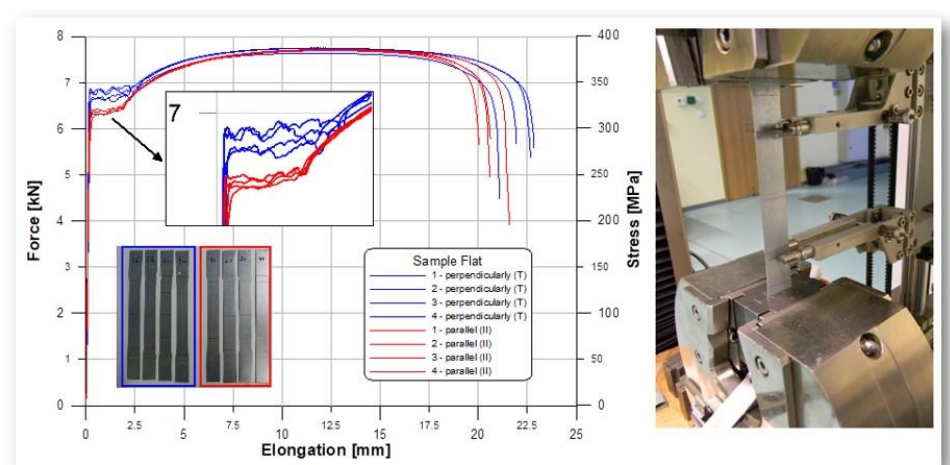 8
7
6
5
4
3
2
1
0
Force [kN]
400
350
300
250
200
150
100
50
0
Stress [MPa]
0
2.5
5
7.5
10
12.5
15
17.5
20
22.5
25
Elongation [mm]
7
Sample Flat
1 - perpendicularly (T)
2 - perpendicularly (T)
3 - perpendicularly (T)
4 - perpendicularly (T)
1 - parallel (II)
2 - parallel (II)
3 - parallel (II)
4 - parallel (II)